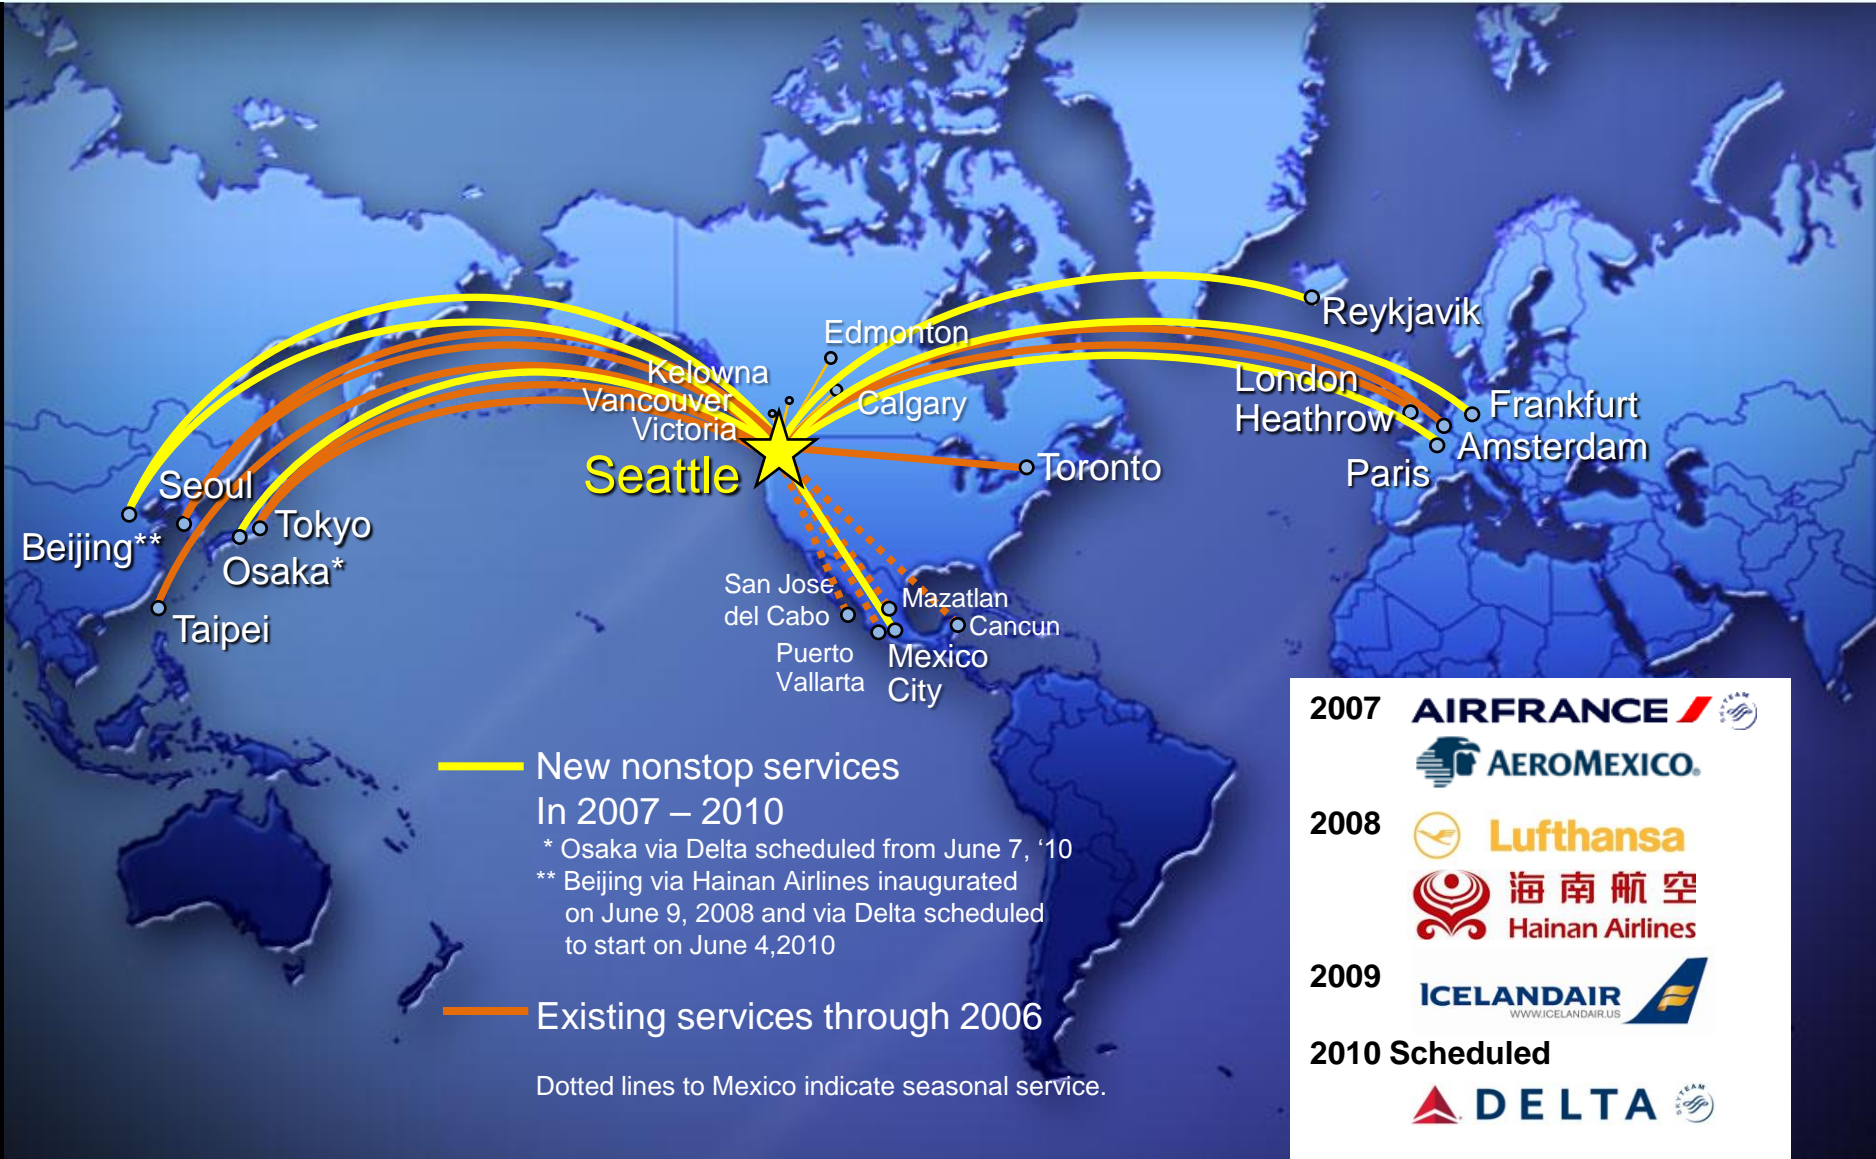 Reykjavik
Edmonton
Kelowna
London
Vancouver
Calgary
Heathrow
Frankfurt
Victoria
Amsterdam
Seattle
Toronto
Paris
Seoul
Tokyo
Beijing**
Osaka*
San Jose
del Cabo
Mazatlan
Cancun
Taipei
Puerto
Vallarta
Mexico
City
New nonstop services
In 2007 – 2010
* Osaka via Delta scheduled from June 7, ‘10
** Beijing via Hainan Airlines inaugurated
on June 9, 2008 and via Delta scheduled
to start on June 4,2010
Existing services through 2006
Dotted lines to Mexico indicate seasonal service.
2007 AIRFRANCE SKYTEAM
AEROMEXICO.
2008 Lufthansa
海南航空
Hainan Airlines
2009 ICELANDAIR
WWW.ICELANDAIR.US
2010 Scheduled
DELTA SKYTEAM